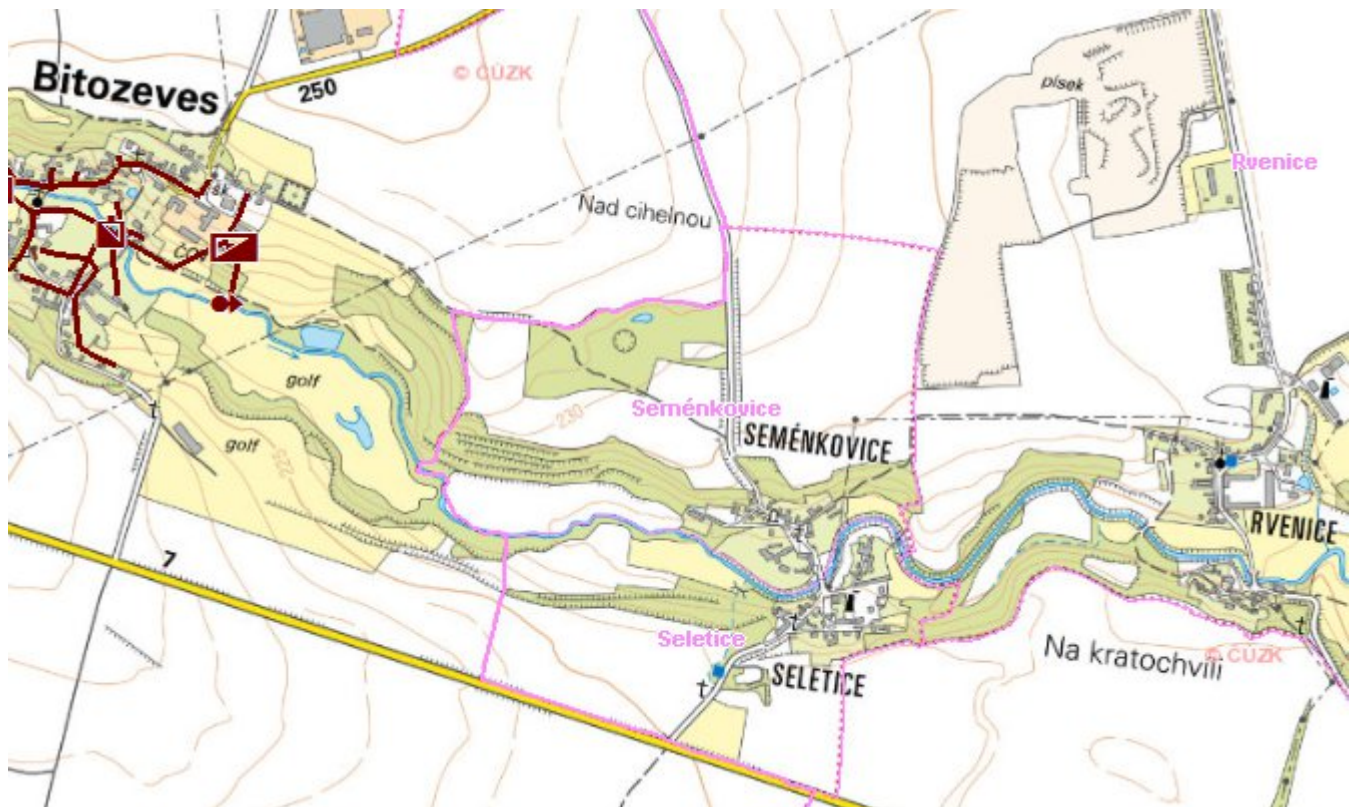 © ČÚZK
250
Bitozeves
písek
Rvenice
šk.
Nad cihelnou
golf
230
Seménkovice
SEMÉNKOVICE
golf
225
RVENICE
7
Seletice
SELETICE
Na kratochvíli
© ČÚZK